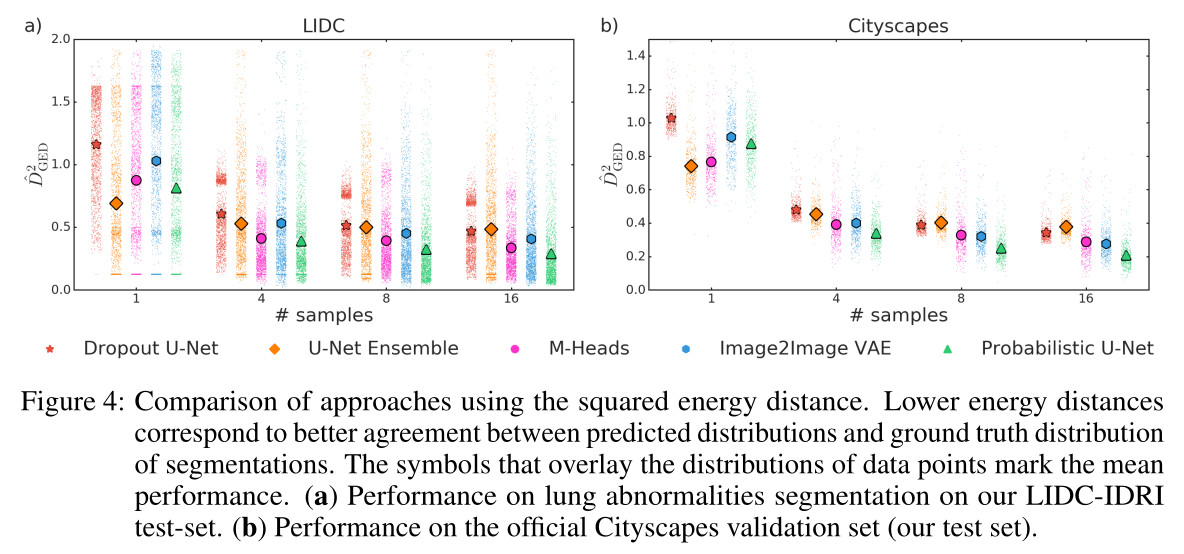 a) LIDC b) Cityscapes
2.0 1.4
1.5 1.2
1.0 1.0
0.5 0.8
0.0 0.6
0.4
0.2
0.0
D̂²GED D̂²GED
1 4 8 16 1 4 8 16
# samples # samples
Dropout U-Net U-Net Ensemble M-Heads Image2Image VAE Probabilistic U-Net
Figure 4: Comparison of approaches using the squared energy distance. Lower energy distances
correspond to better agreement between predicted distributions and ground truth distribution
of segmentations. The symbols that overlay the distributions of data points mark the mean
performance. (a) Performance on lung abnormalities segmentation on our LIDC-IDRI
test-set. (b) Performance on the official Cityscapes validation set (our test set).